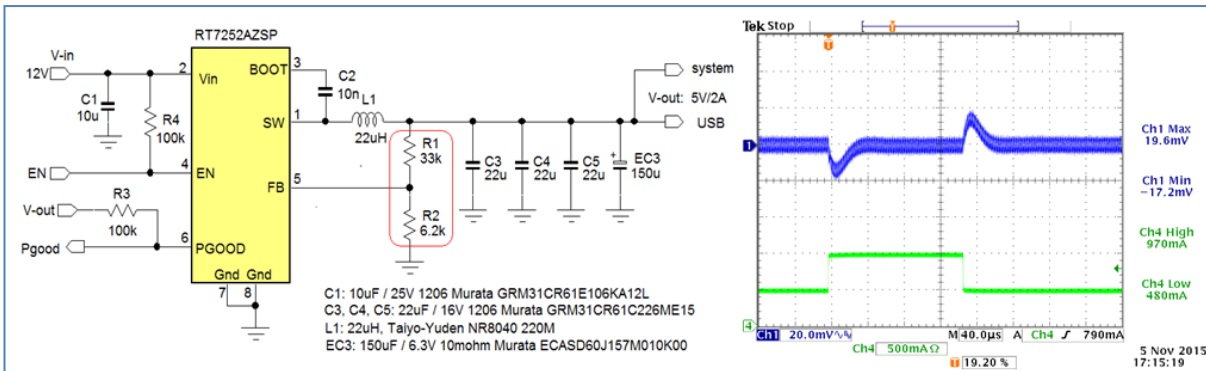 RT7252AZSP
V-in
12V
2
Vin
BOOT
3
C2
10n
C1
10u
R4
100k
SW
1
L1
22uH
R1
33k
C3
22u
C4
22u
C5
22u
+
EC3
150u
system
V-out: 5V/2A
USB
EN
4
EN
FB
5
R2
6.2k
V-out
R3
100k
Pgood
6
PGOOD
Gnd Gnd
7 8
C1: 10uF / 25V 1206 Murata GRM31CR61E106KA12L
C3, C4, C5: 22uF / 16V 1206 Murata GRM31CR61C226ME15
L1: 22uH, Taiyo-Yuden NR8040 220M
EC3: 150uF / 6.3V 10mohm Murata ECASD60J157M010K00
Tek Stop
T
T
1
Ch1 Max
19.6mV
Ch1 Min
-17.2mV
Ch4 High
970mA
Ch4 Low
480mA
4
Ch1 20.0mV∿ M 40.0µs A Ch4 790mA
Ch4 500mAΩ
T 19.20 %
5 Nov 2015
17:15:19